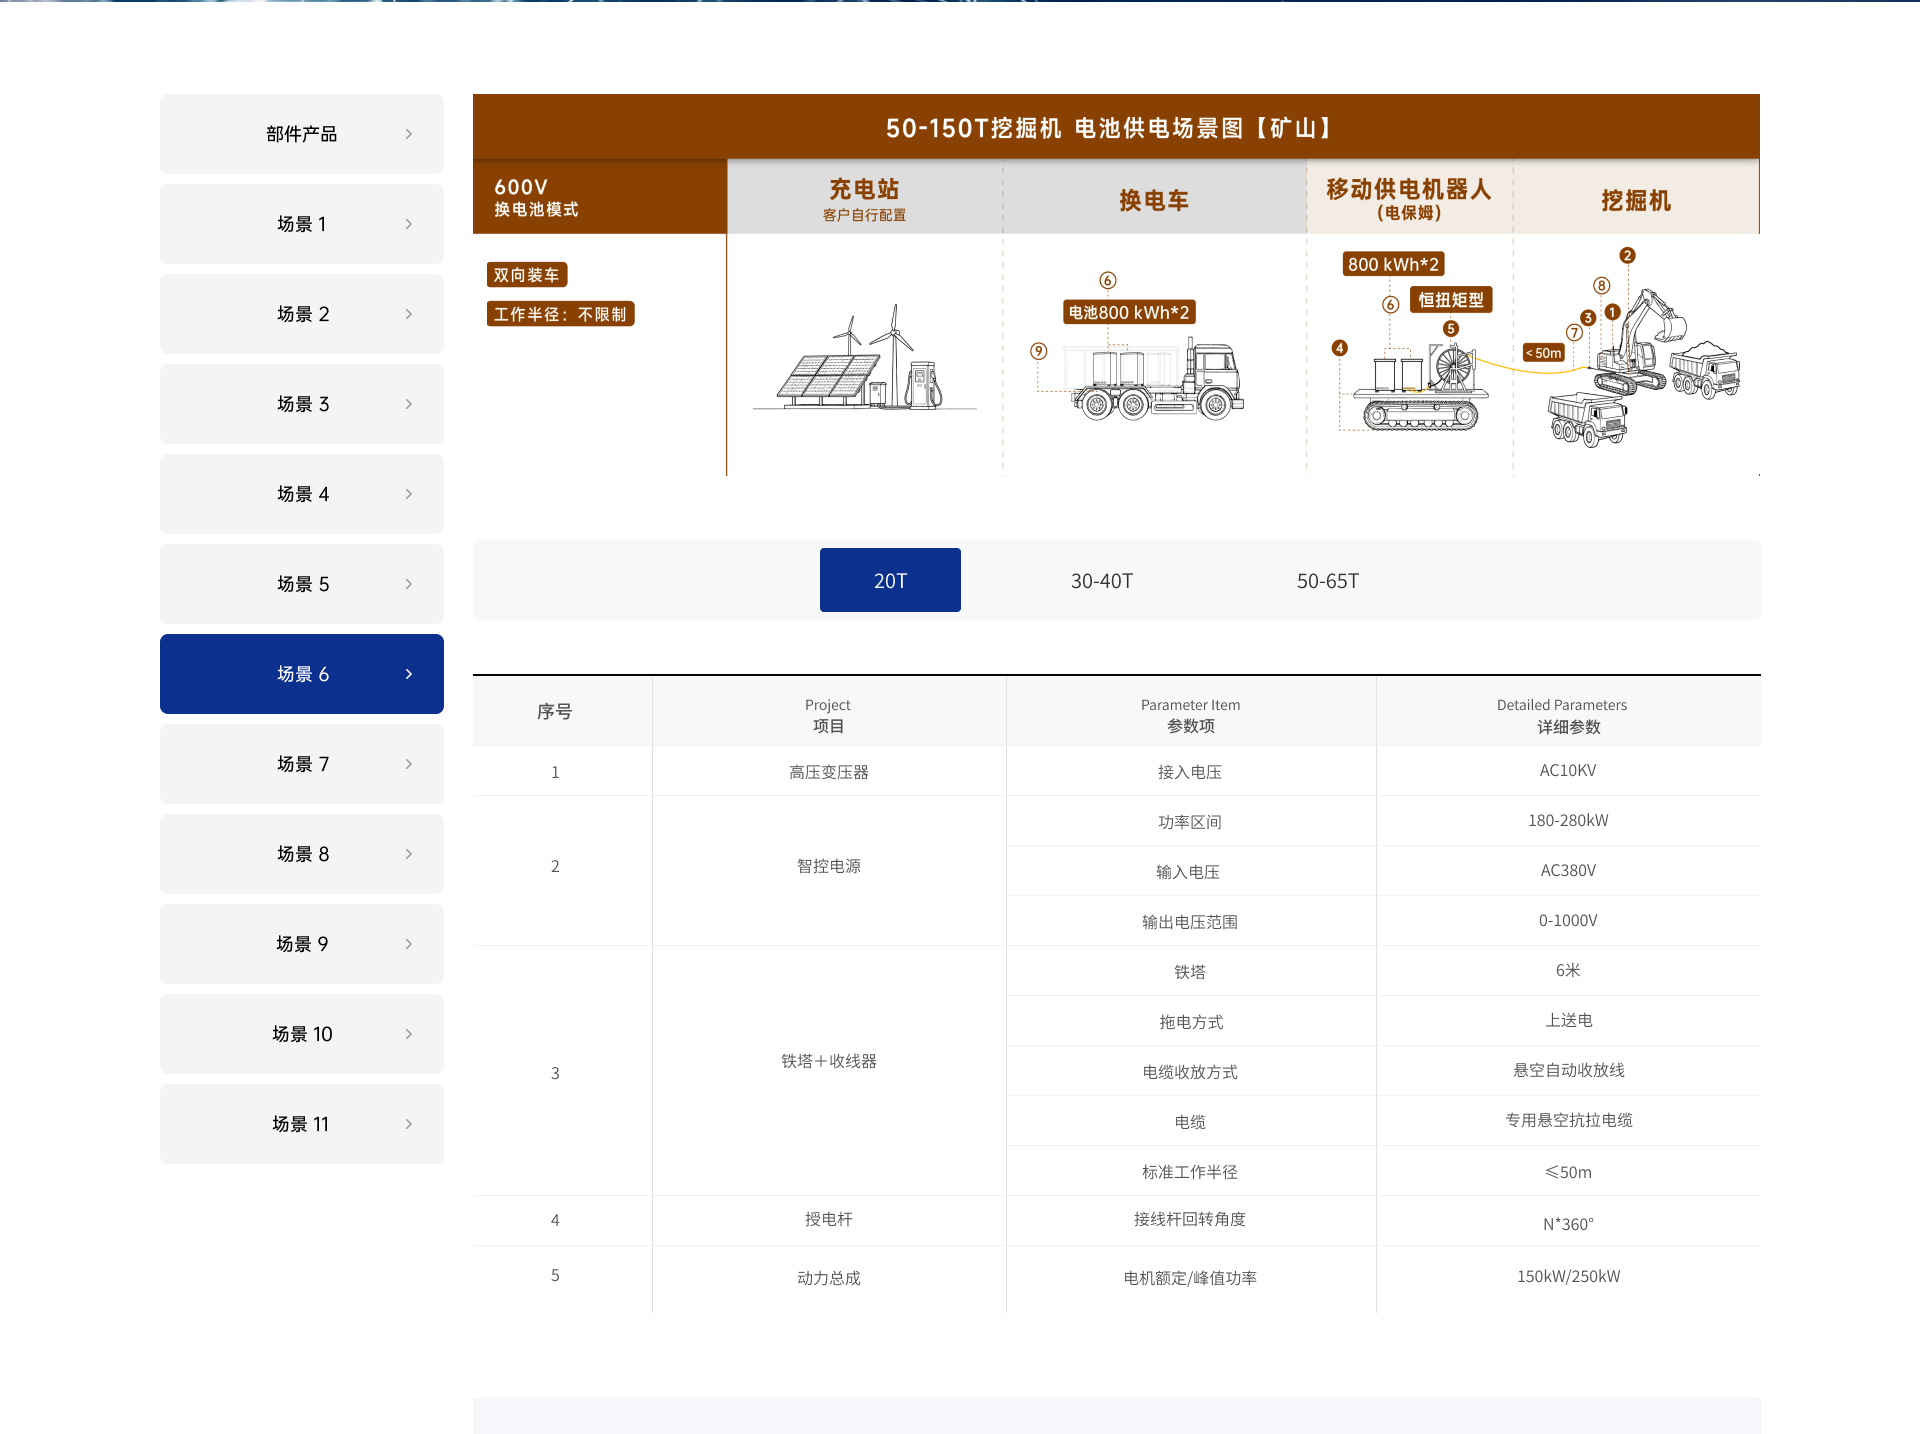 部件产品
场景 1
场景 2
场景 3
场景 4
场景 5
场景 6
场景 7
场景 8
场景 9
场景 10
场景 11
50-150T挖掘机 电池供电场景图【矿山】
600V
换电池模式
充电站
客户自行配置
换电车
移动供电机器人
(电保姆)
挖掘机
双向装车
工作半径：不限制
6
电池800 kWh*2
9
800 kWh*2
6
恒扭矩型
5
4
2
8
1
3
7
<50m
20T
30-40T
50-65T
序号
Project
项目
Parameter Item
参数项
Detailed Parameters
详细参数
1
高压变压器
接入电压
AC10KV
2
智控电源
功率区间
180-280kW
输入电压
AC380V
输出电压范围
0-1000V
3
铁塔＋收线器
铁塔
6米
拖电方式
上送电
电缆收放方式
悬空自动收放线
电缆
专用悬空抗拉电缆
标准工作半径
≤50m
4
授电杆
接线杆回转角度
N*360°
5
动力总成
电机额定/峰值功率
150kW/250kW